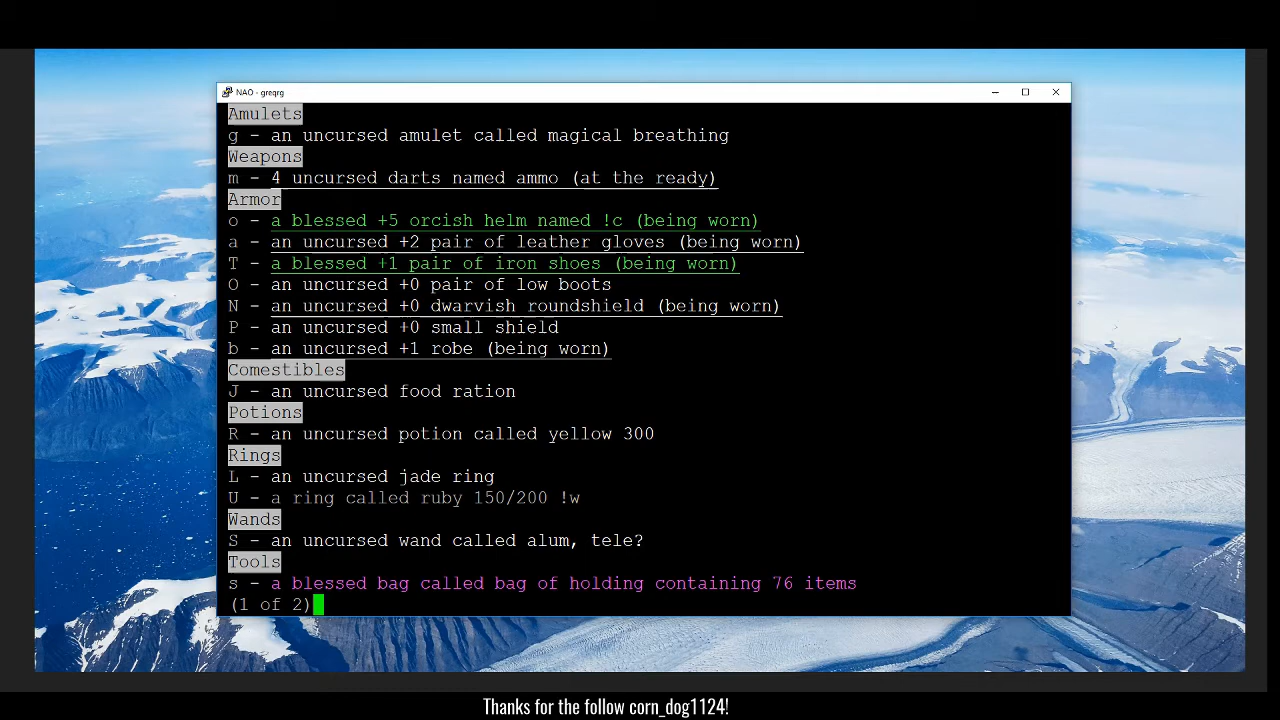 NAO - greqrg
Amulets
g - an uncursed amulet called magical breathing
Weapons
m - 4 uncursed darts named ammo (at the ready)
Armor
o - a blessed +5 orcish helm named !c (being worn)
a - an uncursed +2 pair of leather gloves (being worn)
T - a blessed +1 pair of iron shoes (being worn)
O - an uncursed +0 pair of low boots
N - an uncursed +0 dwarvish roundshield (being worn)
P - an uncursed +0 small shield
b - an uncursed +1 robe (being worn)
Comestibles
J - an uncursed food ration
Potions
R - an uncursed potion called yellow 300
Rings
L - an uncursed jade ring
U - a ring called ruby 150/200 !w
Wands
S - an uncursed wand called alum, tele?
Tools
s - a blessed bag called bag of holding containing 76 items
(1 of 2)
Thanks for the follow corn_dog1124!